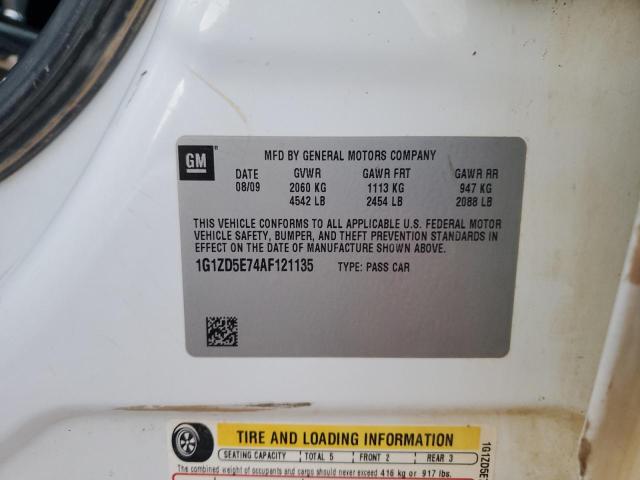 GM
MFD BY GENERAL MOTORS COMPANY
DATE GVWR GAWR FRT GAWR RR
08/09 2060 KG 1113 KG 947 KG
4542 LB 2454 LB 2088 LB
THIS VEHICLE CONFORMS TO ALL APPLICABLE U.S. FEDERAL MOTOR
VEHICLE SAFETY, BUMPER, AND THEFT PREVENTION STANDARDS IN
EFFECT ON THE DATE OF MANUFACTURE SHOWN ABOVE.
1G1ZD5E74AF121135 TYPE: PASS CAR
TIRE AND LOADING INFORMATION
SEATING CAPACITY TOTAL 5 FRONT 2 REAR 3
The combined weight of occupants and cargo should never exceed 416 kg or 917 lbs.
1G1ZD5E